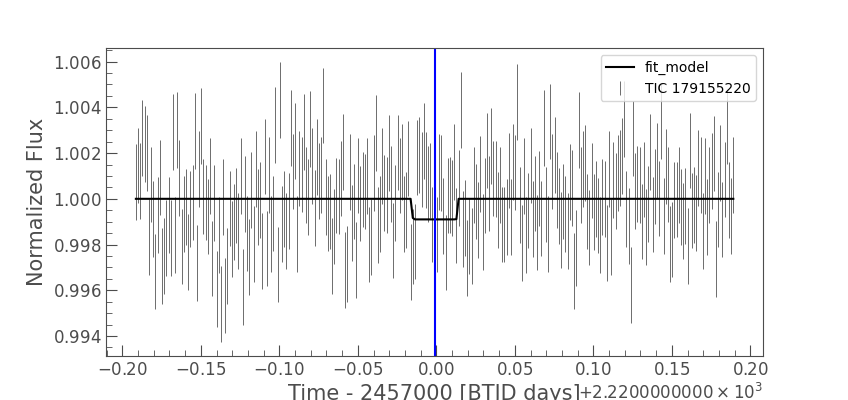 1.006
1.004
1.002
1.000
0.998
0.996
0.994
Normalized Flux
fit_model
TIC 179155220
−0.20 −0.15 −0.10 −0.05 0.00 0.05 0.10 0.15 0.20
Time - 2457000 [BTJD days]
+2.2200000000 × 10³